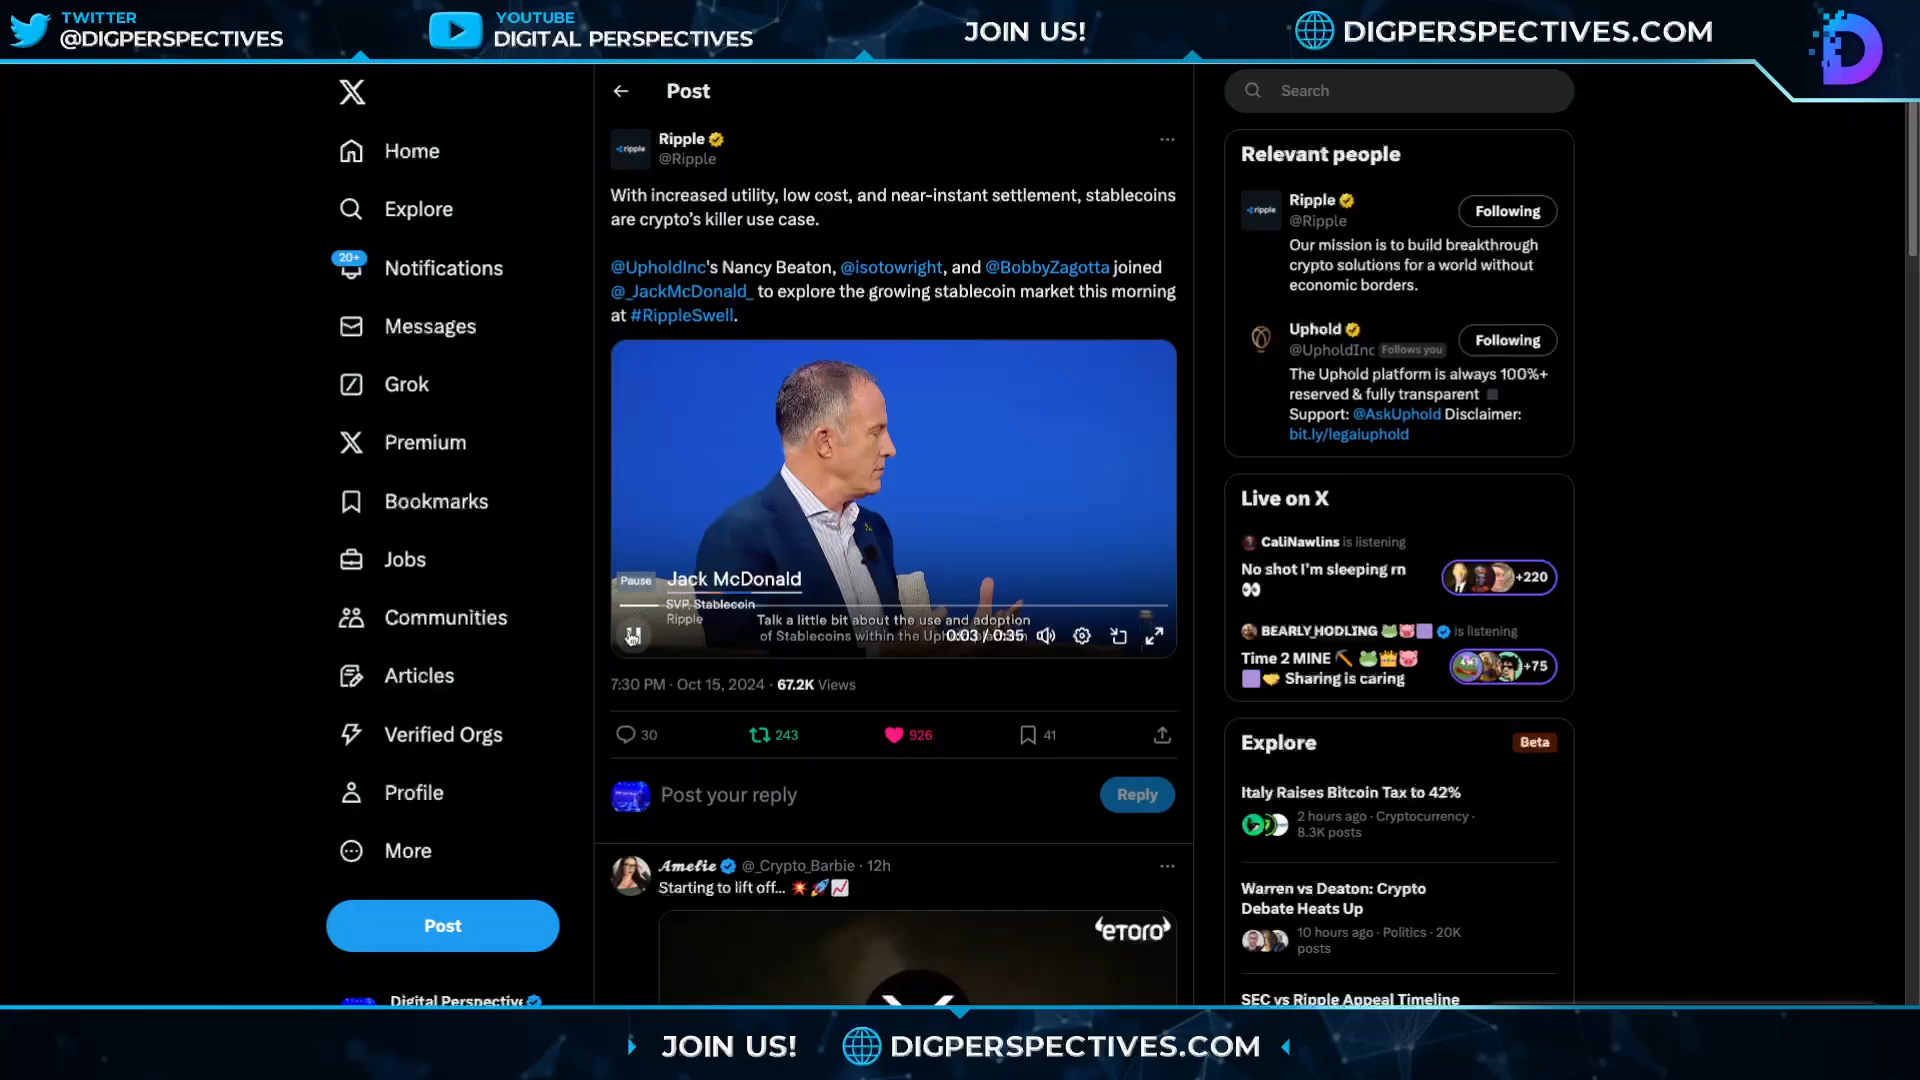 TWITTER
@DIGPERSPECTIVES
YOUTUBE
DIGITAL PERSPECTIVES
JOIN US!
DIGPERSPECTIVES.COM
Home
Explore
20+
Notifications
Messages
Grok
Premium
Bookmarks
Jobs
Communities
Articles
Verified Orgs
Profile
More
Post
Digital Perspective
Post
ripple
Ripple
@Ripple
With increased utility, low cost, and near-instant settlement, stablecoins
are crypto's killer use case.
@UpholdInc's Nancy Beaton, @isotowright, and @BobbyZagotta joined
@_JackMcDonald_ to explore the growing stablecoin market this morning
at #RippleSwell.
Pause
Jack McDonald
SVP, Stablecoin
Ripple
Talk a little bit about the use and adoption
of Stablecoins within the
0:03 / 0:35
7:30 PM · Oct 15, 2024 · 67.2K Views
30
243
926
41
Post your reply
Reply
Amelie @_Crypto_Barbie · 12h
Starting to lift off... 💥🚀📈
eTORO
Search
Relevant people
ripple
Ripple
@Ripple
Following
Our mission is to build breakthrough
crypto solutions for a world without
economic borders.
Uphold
@UpholdInc Follows you
Following
The Uphold platform is always 100%+
reserved & fully transparent
Support: @AskUphold Disclaimer:
bit.ly/legaluphold
Live on X
CaliNawlins is listening
No shot I'm sleeping rn
👀
+220
BEARLY_HODLING 🐸🐷🟪 is listening
Time 2 MINE ⛏️ 🐸👑🐷
🟪🤝 Sharing is caring
+75
Explore
Beta
Italy Raises Bitcoin Tax to 42%
2 hours ago · Cryptocurrency ·
8.3K posts
Warren vs Deaton: Crypto
Debate Heats Up
10 hours ago · Politics · 20K
posts
SEC vs Ripple Appeal Timeline
JOIN US!
DIGPERSPECTIVES.COM